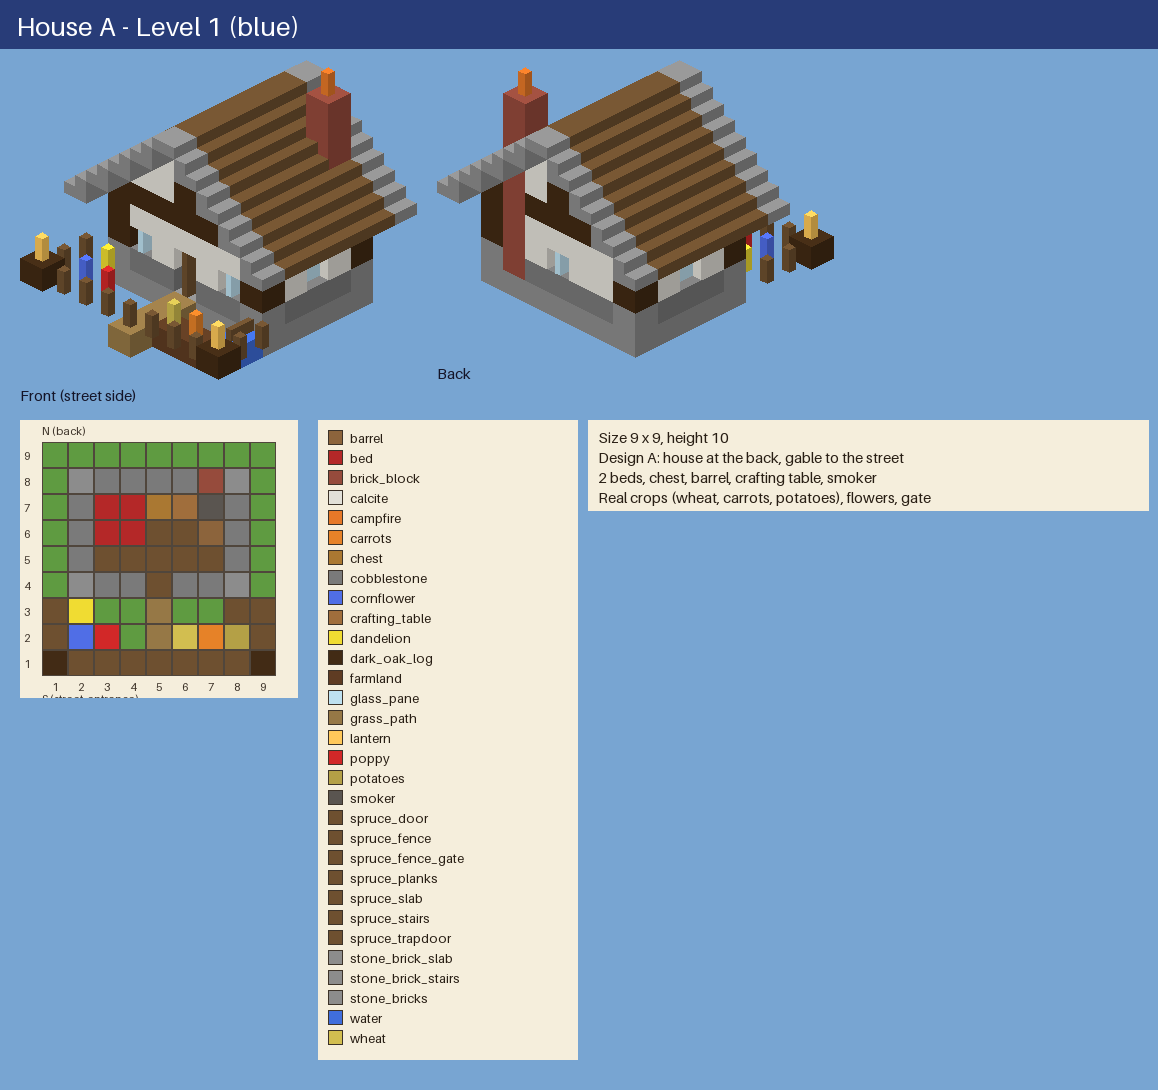 House A - Level 1 (blue)
Back
Front (street side)
N (back)
9
8
7
6
5
4
3
2
1
1 2 3 4 5 6 7 8 9
S (street entrance)
barrel
bed
brick_block
calcite
campfire
carrots
chest
cobblestone
cornflower
crafting_table
dandelion
dark_oak_log
farmland
glass_pane
grass_path
lantern
poppy
potatoes
smoker
spruce_door
spruce_fence
spruce_fence_gate
spruce_planks
spruce_slab
spruce_stairs
spruce_trapdoor
stone_brick_slab
stone_brick_stairs
stone_bricks
water
wheat
Size 9 x 9, height 10
Design A: house at the back, gable to the street
2 beds, chest, barrel, crafting table, smoker
Real crops (wheat, carrots, potatoes), flowers, gate